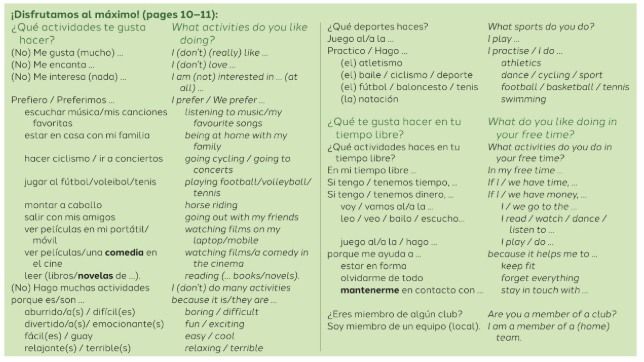 ¡Disfrutamos al máximo! (pages 10–11):
¿Qué actividades te gusta hacer?
What activities do you like doing?
(No) Me gusta (mucho) ...
I (don't) (really) like ...
(No) Me encanta ...
I (don't) love ...
(No) Me interesa (nada) ...
I am (not) interested in ... (at all) ...
Prefiero / Preferimos ...
I prefer / We prefer ...
escuchar música/mis canciones favoritas
listening to music/my favourite songs
estar en casa con mi familia
being at home with my family
hacer ciclismo / ir a conciertos
going cycling / going to concerts
jugar al fútbol/voleibol/tenis
playing football/volleyball/tennis
montar a caballo
horse riding
salir con mis amigos
going out with my friends
ver películas en mi portátil/móvil
watching films on my laptop/mobile
ver películas/una comedia en el cine
watching films/a comedy in the cinema
leer (libros/novelas de ...).
reading (... books/novels).
(No) Hago muchas actividades
I (don't) do many activities
porque es/son ...
because it is/they are ...
aburrido/a(s) / difícil(es)
boring / difficult
divertido/a(s)/ emocionante(s)
fun / exciting
fácil(es) / guay
easy / cool
relajante(s) / terrible(s)
relaxing / terrible
¿Qué deportes haces?
What sports do you do?
Juego al/a la ...
I play ...
Practico / Hago ...
I practise / I do ...
(el) atletismo
athletics
(el) baile / ciclismo / deporte
dance / cycling / sport
(el) fútbol / baloncesto / tenis
football / basketball / tennis
(la) natación
swimming
¿Qué te gusta hacer en tu tiempo libre?
What do you like doing in your free time?
¿Qué actividades haces en tu tiempo libre?
What activities do you do in your free time?
En mi tiempo libre ...
In my free time ...
Si tengo / tenemos tiempo, ...
If I / we have time, ...
Si tengo / tenemos dinero, ...
If I / we have money, ...
voy / vamos al/a la ...
I / we go to the ...
leo / veo / bailo / escucho...
I read / watch / dance / listen to ...
juego al/a la / hago ...
I play / do ...
porque me ayuda a ...
because it helps me to ...
estar en forma
keep fit
olvidarme de todo
forget everything
mantenerme en contacto con ...
stay in touch with ...
¿Eres miembro de algún club?
Are you a member of a club?
Soy miembro de un equipo (local).
I am a member of a (home) team.